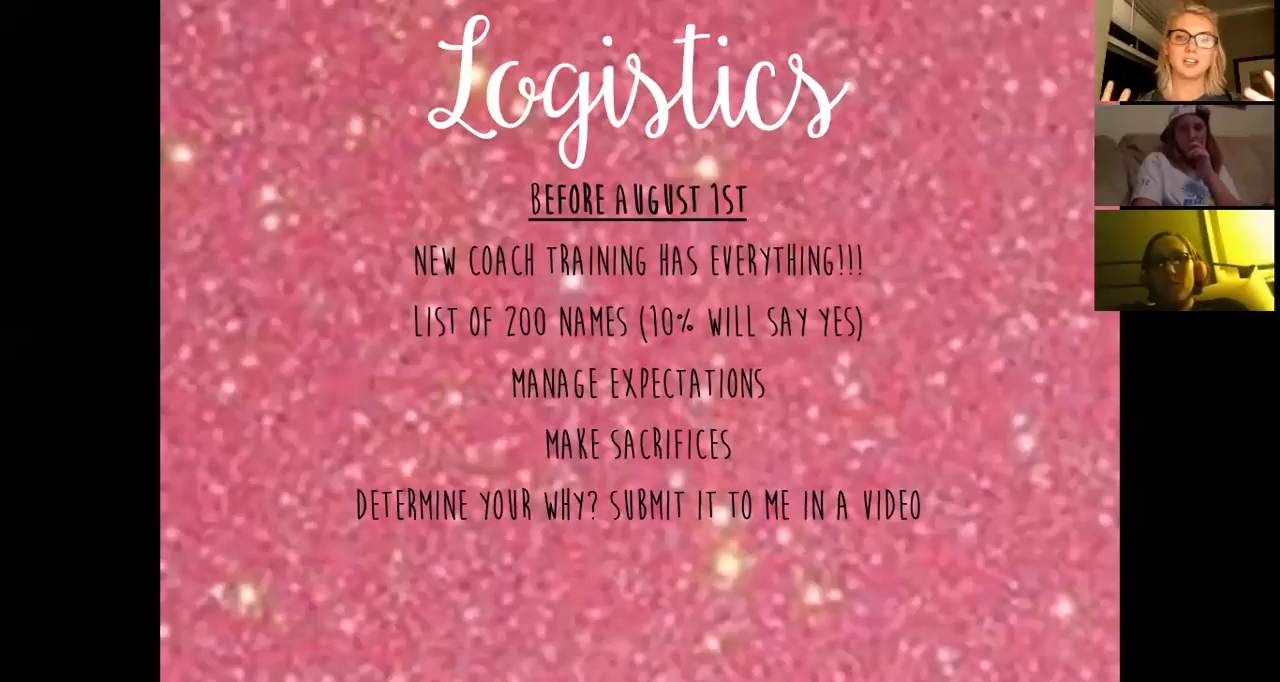 Logistics
BEFORE AUGUST 1ST
NEW COACH TRAINING HAS EVERYTHING!!!
LIST OF 200 NAMES (10% WILL SAY YES)
MANAGE EXPECTATIONS
MAKE SACRIFICES
DETERMINE YOUR WHY? SUBMIT IT TO ME IN A VIDEO